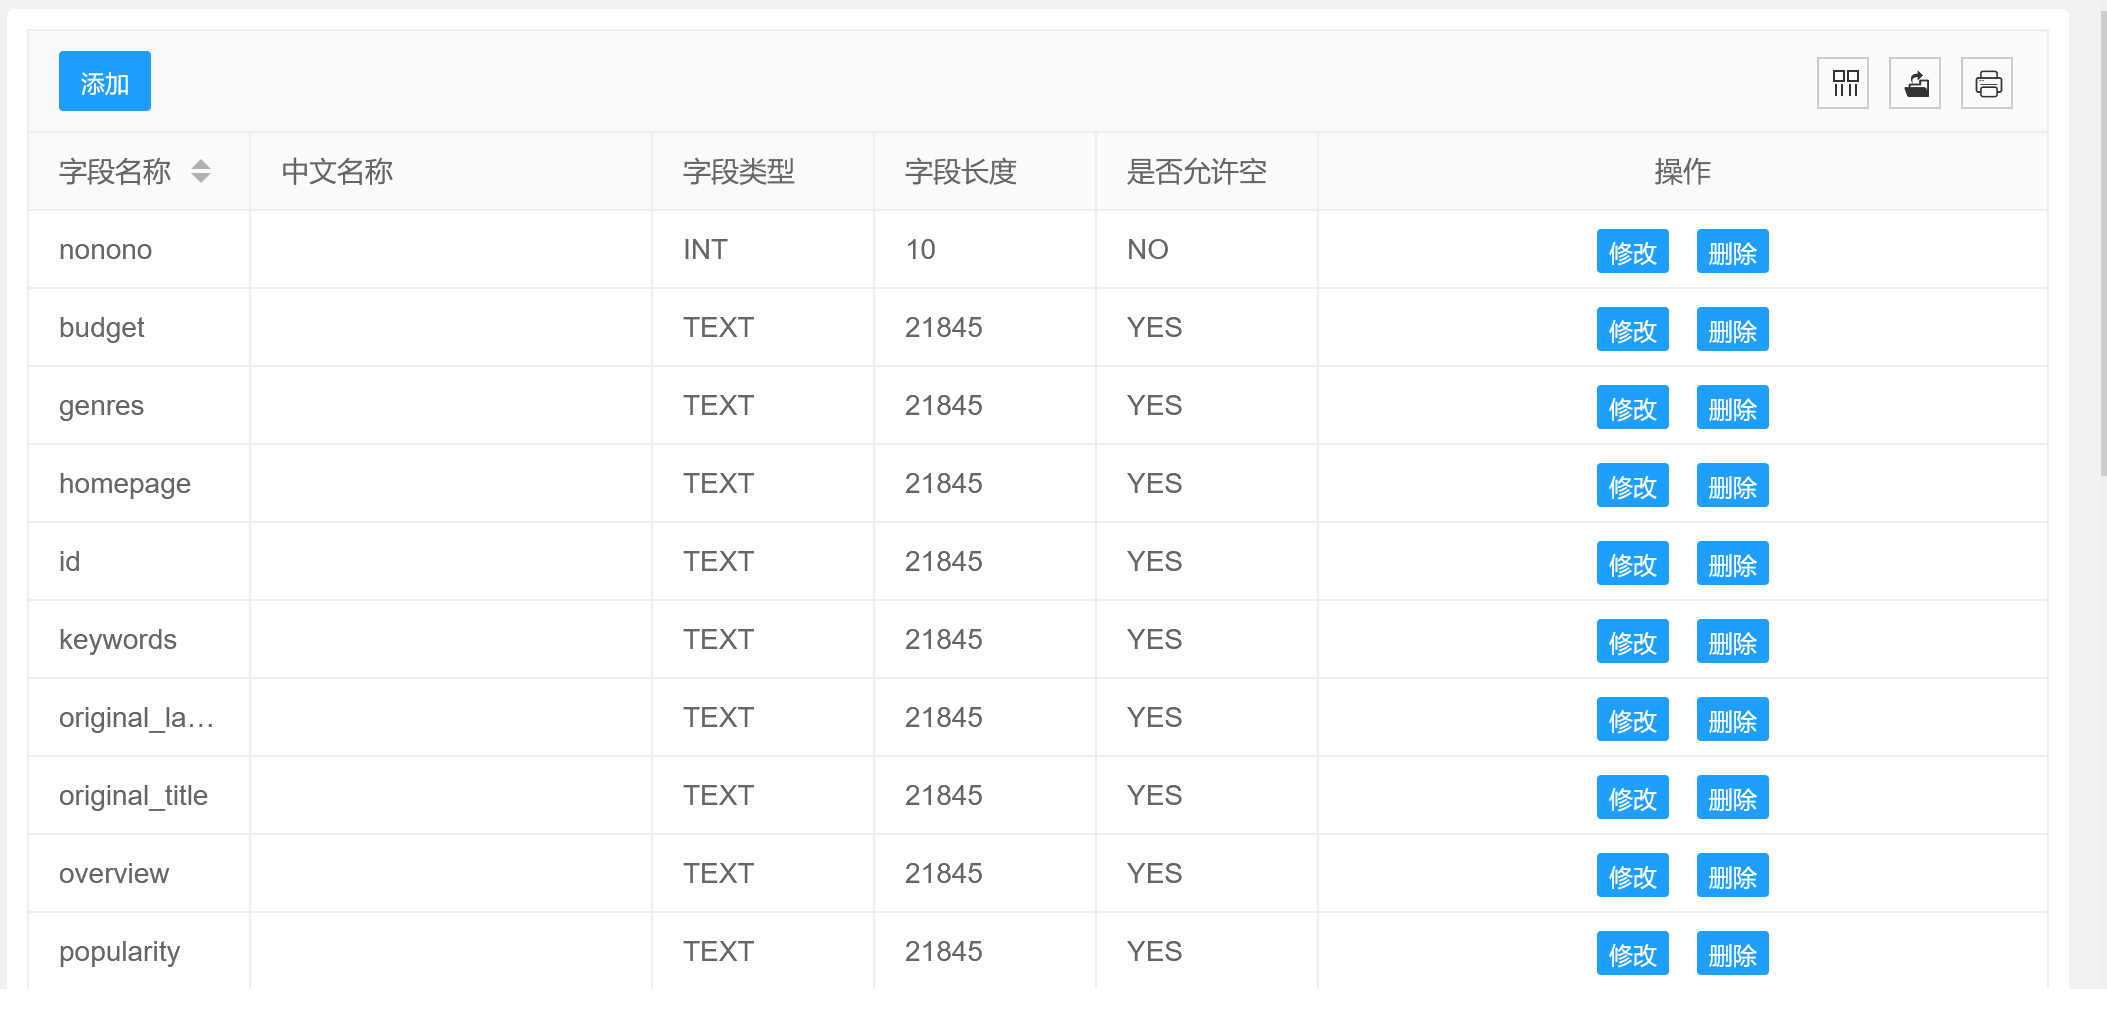 添加
字段名称 中文名称 字段类型 字段长度 是否允许空 操作
nonono INT 10 NO 修改 删除
budget TEXT 21845 YES 修改 删除
genres TEXT 21845 YES 修改 删除
homepage TEXT 21845 YES 修改 删除
id TEXT 21845 YES 修改 删除
keywords TEXT 21845 YES 修改 删除
original_la... TEXT 21845 YES 修改 删除
original_title TEXT 21845 YES 修改 删除
overview TEXT 21845 YES 修改 删除
popularity TEXT 21845 YES 修改 删除